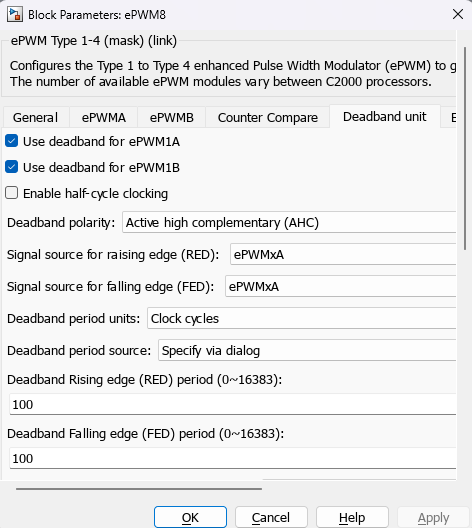 Block Parameters: ePWM8
ePWM Type 1-4 (mask) (link)
Configures the Type 1 to Type 4 enhanced Pulse Width Modulator (ePWM) to g
The number of available ePWM modules vary between C2000 processors.
General ePWMA ePWMB Counter Compare Deadband unit E
Use deadband for ePWM1A
Use deadband for ePWM1B
Enable half-cycle clocking
Deadband polarity: Active high complementary (AHC)
Signal source for raising edge (RED): ePWMxA
Signal source for falling edge (FED): ePWMxA
Deadband period units: Clock cycles
Deadband period source: Specify via dialog
Deadband Rising edge (RED) period (0~16383):
100
Deadband Falling edge (FED) period (0~16383):
100
OK Cancel Help Apply